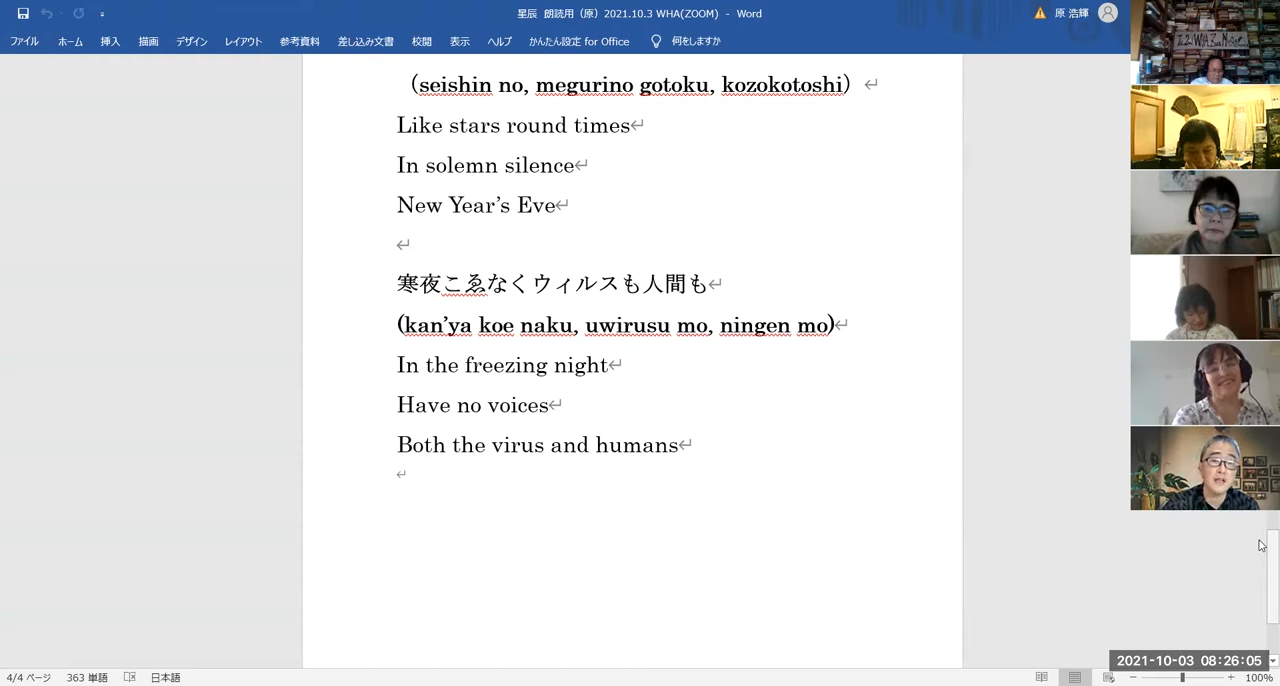 星辰 朗読用（原）2021.10.3 WHA(ZOOM) - Word
原 浩輝
ファイル ホーム 挿入 描画 デザイン レイアウト 参考資料 差し込み文書 校閲 表示 ヘルプ かんたん設定 for Office 何をしますか
（seishin no, megurino gotoku, kozokotoshi）
Like stars round times
In solemn silence
New Year’s Eve
寒夜こゑなくウィルスも人間も
(kan’ya koe naku, uwirusu mo, ningen mo)
In the freezing night
Have no voices
Both the virus and humans
2021-10-03 08:26:05
4/4 ページ 363 単語 日本語 100%